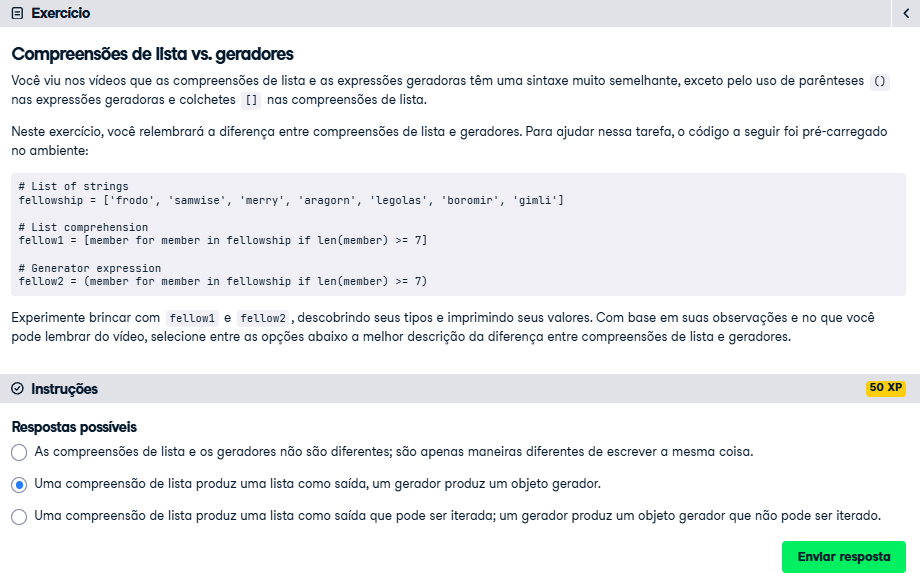 Exercício
Compreensões de lista vs. geradores
Você viu nos vídeos que as compreensões de lista e as expressões geradoras têm uma sintaxe muito semelhante, exceto pelo uso de parênteses ()
nas expressões geradoras e colchetes [] nas compreensões de lista.
Neste exercício, você relembrará a diferença entre compreensões de lista e geradores. Para ajudar nessa tarefa, o código a seguir foi pré-carregado
no ambiente:
# List of strings
fellowship = ['frodo', 'samwise', 'merry', 'aragorn', 'legolas', 'boromir', 'gimli']
# List comprehension
fellow1 = [member for member in fellowship if len(member) >= 7]
# Generator expression
fellow2 = (member for member in fellowship if len(member) >= 7)
Experimente brincar com fellow1 e fellow2, descobrindo seus tipos e imprimindo seus valores. Com base em suas observações e no que você
pode lembrar do vídeo, selecione entre as opções abaixo a melhor descrição da diferença entre compreensões de lista e geradores.
Instruções
50 XP
Respostas possíveis
As compreensões de lista e os geradores não são diferentes; são apenas maneiras diferentes de escrever a mesma coisa.
Uma compreensão de lista produz uma lista como saída, um gerador produz um objeto gerador.
Uma compreensão de lista produz uma lista como saída que pode ser iterada; um gerador produz um objeto gerador que não pode ser iterado.
Enviar resposta